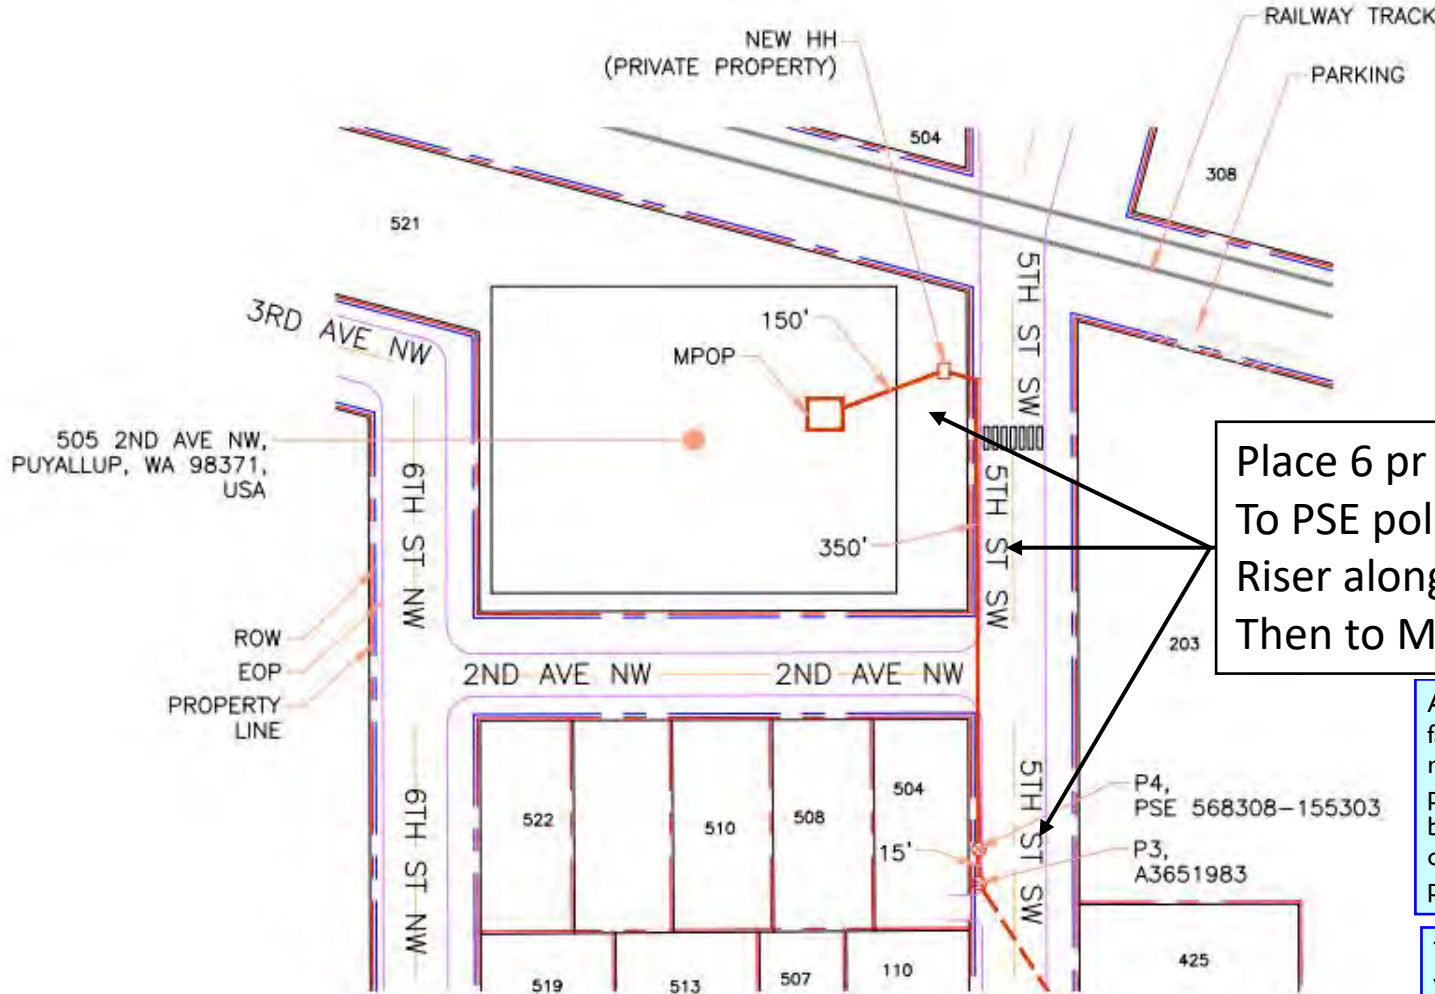 RAILWAY TRACK
NEW HH
(PRIVATE PROPERTY)
PARKING
504
308
521
5TH ST SW
3RD AVE NW
150'
MPOP
505 2ND AVE NW,
PUYALLUP, WA 98371,
USA
6TH ST NW
5TH ST SW
350'
Place 6 pr
To PSE
Riser
Then to
203
ROW
EOP
PROPERTY
LINE
2ND AVE NW
2ND AVE NW
5TH ST SW
P4,
PSE 568308-155303
P3,
A3651983
6TH ST NW
522
510
508
504
15'
519
513
507
110
425